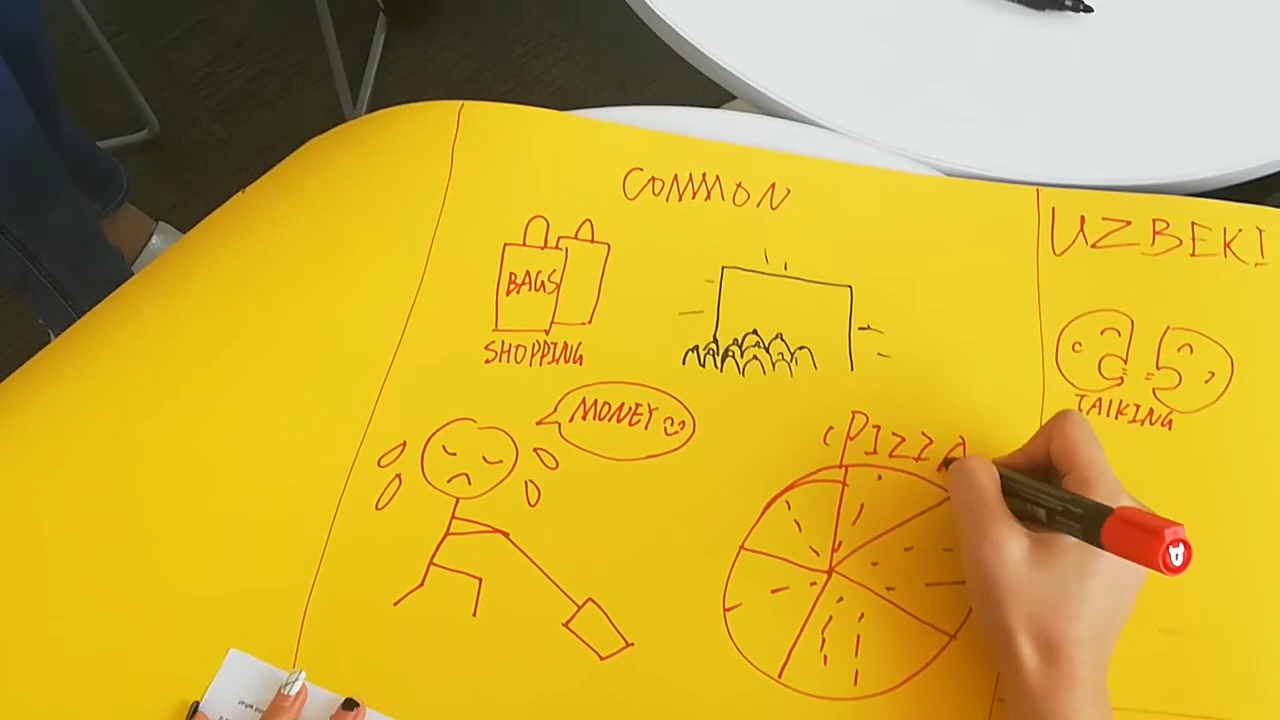 COMMON
UZBEKI
BAGS
SHOPPING
MONEY
TALKING
PIZZA